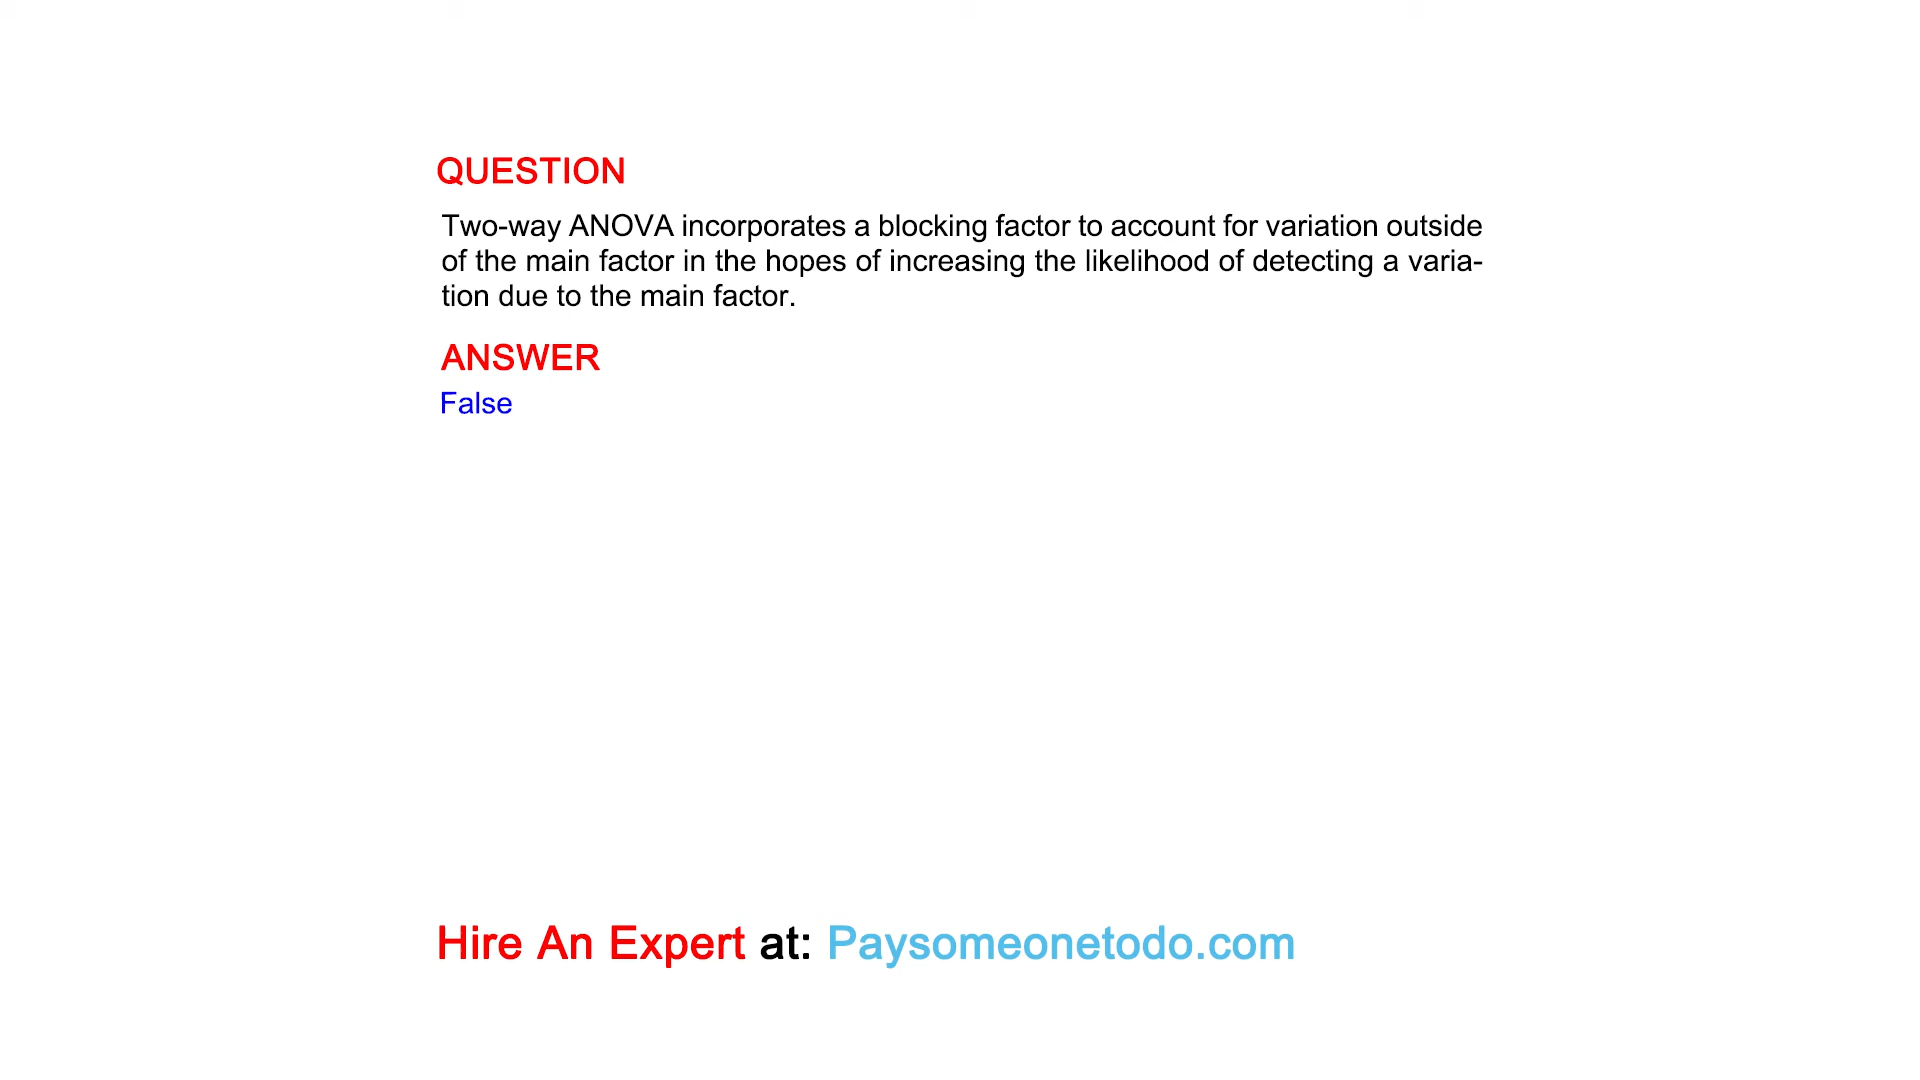 QUESTION
Two-way ANOVA incorporates a blocking factor to account for variation outside
of the main factor in the hopes of increasing the likelihood of detecting a varia-
tion due to the main factor.
ANSWER
False
Hire An Expert at: Paysomeonetodo.com